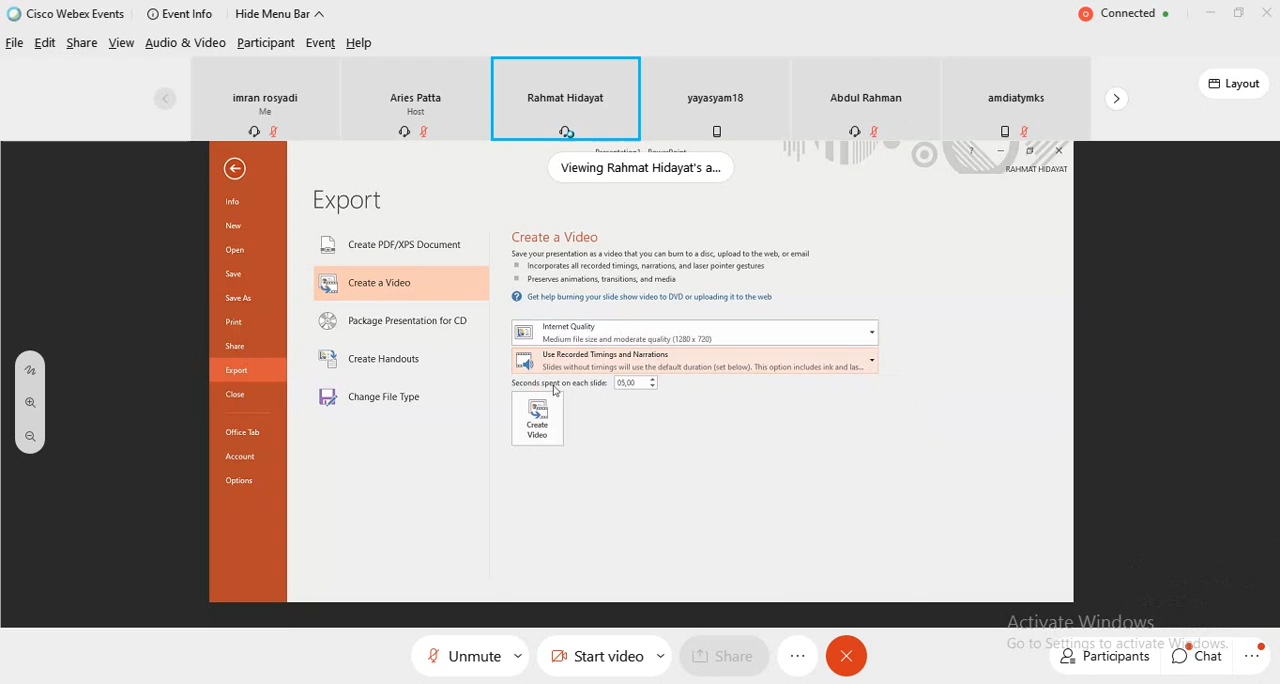 Cisco Webex Events
Event Info
Hide Menu Bar
Connected
File Edit Share View Audio & Video Participant Event Help
imran rosyadi
Me
Aries Patta
Host
Rahmat Hidayat
yayasyam18
Abdul Rahman
amdiatymks
Layout
Viewing Rahmat Hidayat's a...
?
RAHMAT HIDAYAT
Info
New
Open
Save
Save As
Print
Share
Export
Close
Office Tab
Account
Options
Export
Create PDF/XPS Document
Create a Video
Package Presentation for CD
Create Handouts
Change File Type
Create a Video
Save your presentation as a video that you can burn to a disc, upload to the web, or email
Incorporates all recorded timings, narrations, and laser pointer gestures
Preserves animations, transitions, and media
Get help burning your slide show video to DVD or uploading it to the web
Internet Quality
Medium file size and moderate quality (1280 x 720)
Use Recorded Timings and Narrations
Slides without timings will use the default duration (set below). This option includes ink and las...
Seconds spent on each slide: 05,00
Create
Video
Activate Windows
Go to Settings to activate Windows.
Unmute
Start video
Share
Participants
Chat